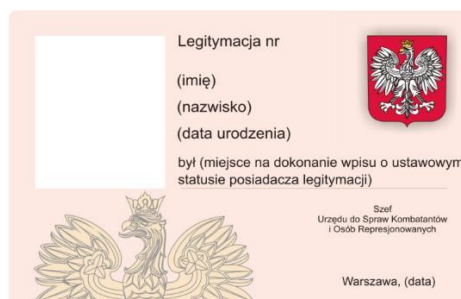 Legitymacja nr
(imię)
(nazwisko)
(data urodzenia)
był (miejsce na dokonanie wpisu o ustawowym
statusie posiadacza legitymacji)
Szef
Urzędu do Spraw Kombatantów
i Osób Represjonowanych
Warszawa, (data)